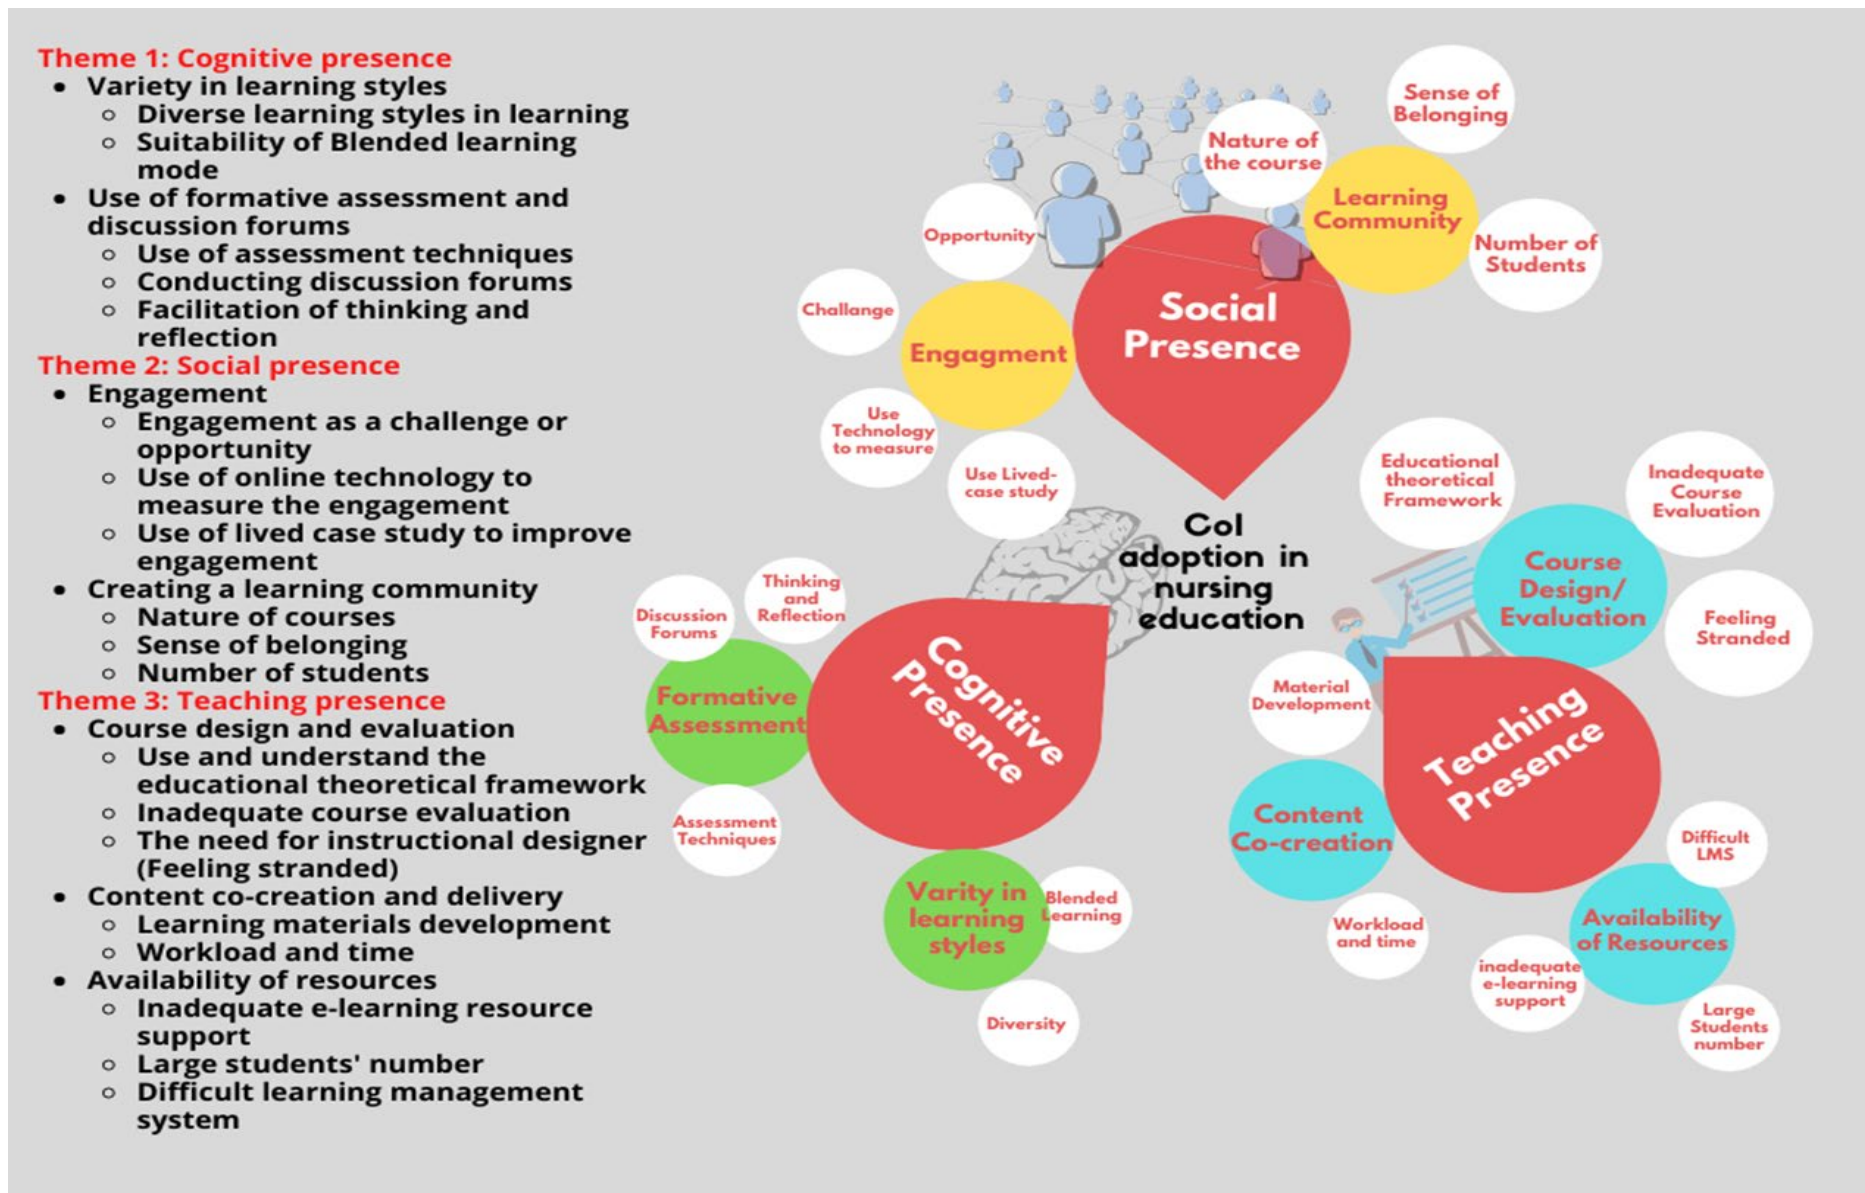 Theme 1: Cognitive presence
• Variety in learning styles
○ Diverse learning styles in learning
○ Suitability of Blended learning
mode
• Use of formative assessment and
discussion forums
○ Use of assessment techniques
○ Conducting discussion forums
○ Facilitation of thinking and
reflection
Theme 2: Social presence
• Engagement
○ Engagement as a challenge or
opportunity
○ Use of online technology to
measure the engagement
○ Use of lived case study to improve
engagement
• Creating a learning community
○ Nature of courses
○ Sense of belonging
○ Number of students
Theme 3: Teaching presence
• Course design and evaluation
○ Use and understand the
educational theoretical framework
○ Inadequate course evaluation
○ The need for instructional designer
(Feeling stranded)
• Content co-creation and delivery
○ Learning materials development
○ Workload and time
• Availability of resources
○ Inadequate e-learning resource
support
○ Large students' number
○ Difficult learning management
system
Sense of
Belonging
Nature of
the course
Learning
Community
Number of
Students
Opportunity
Challange
Engagment
Social
Presence
Use
Technology
to measure
Use Lived-
case study
CoI
adoption in
nursing
education
Educational
theoretical
Framework
Inadequate
Course
Evaluation
Course
Design/
Evaluation
Feeling
Stranded
Material
Development
Teaching
Presence
Content
Co-creation
Workload
and time
Difficult
LMS
Availability
of Resources
inadequate
e-learning
support
Large
Students
number
Thinking
and
Reflection
Discussion
Forums
Formative
Assessment
Cognitive
Presence
Assessment
Techniques
Varity in
learning
styles
Blended
Learning
Diversity